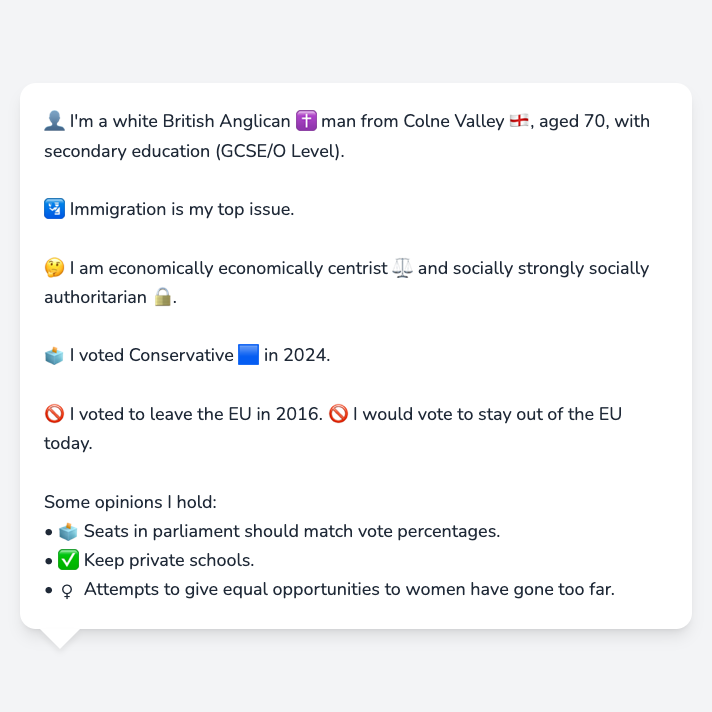 👤 I'm a white British Anglican ✝️ man from Colne Valley 🏴󠁧󠁢󠁥󠁮󠁧󠁿, aged 70, with
secondary education (GCSE/O Level).
🛂 Immigration is my top issue.
🤔 I am economically economically centrist ⚖️ and socially strongly socially
authoritarian 🔒.
🗳️ I voted Conservative 🟦 in 2024.
🚫 I voted to leave the EU in 2016. 🚫 I would vote to stay out of the EU
today.
Some opinions I hold:
• 🗳️ Seats in parliament should match vote percentages.
• ✅ Keep private schools.
• ♀ Attempts to give equal opportunities to women have gone too far.